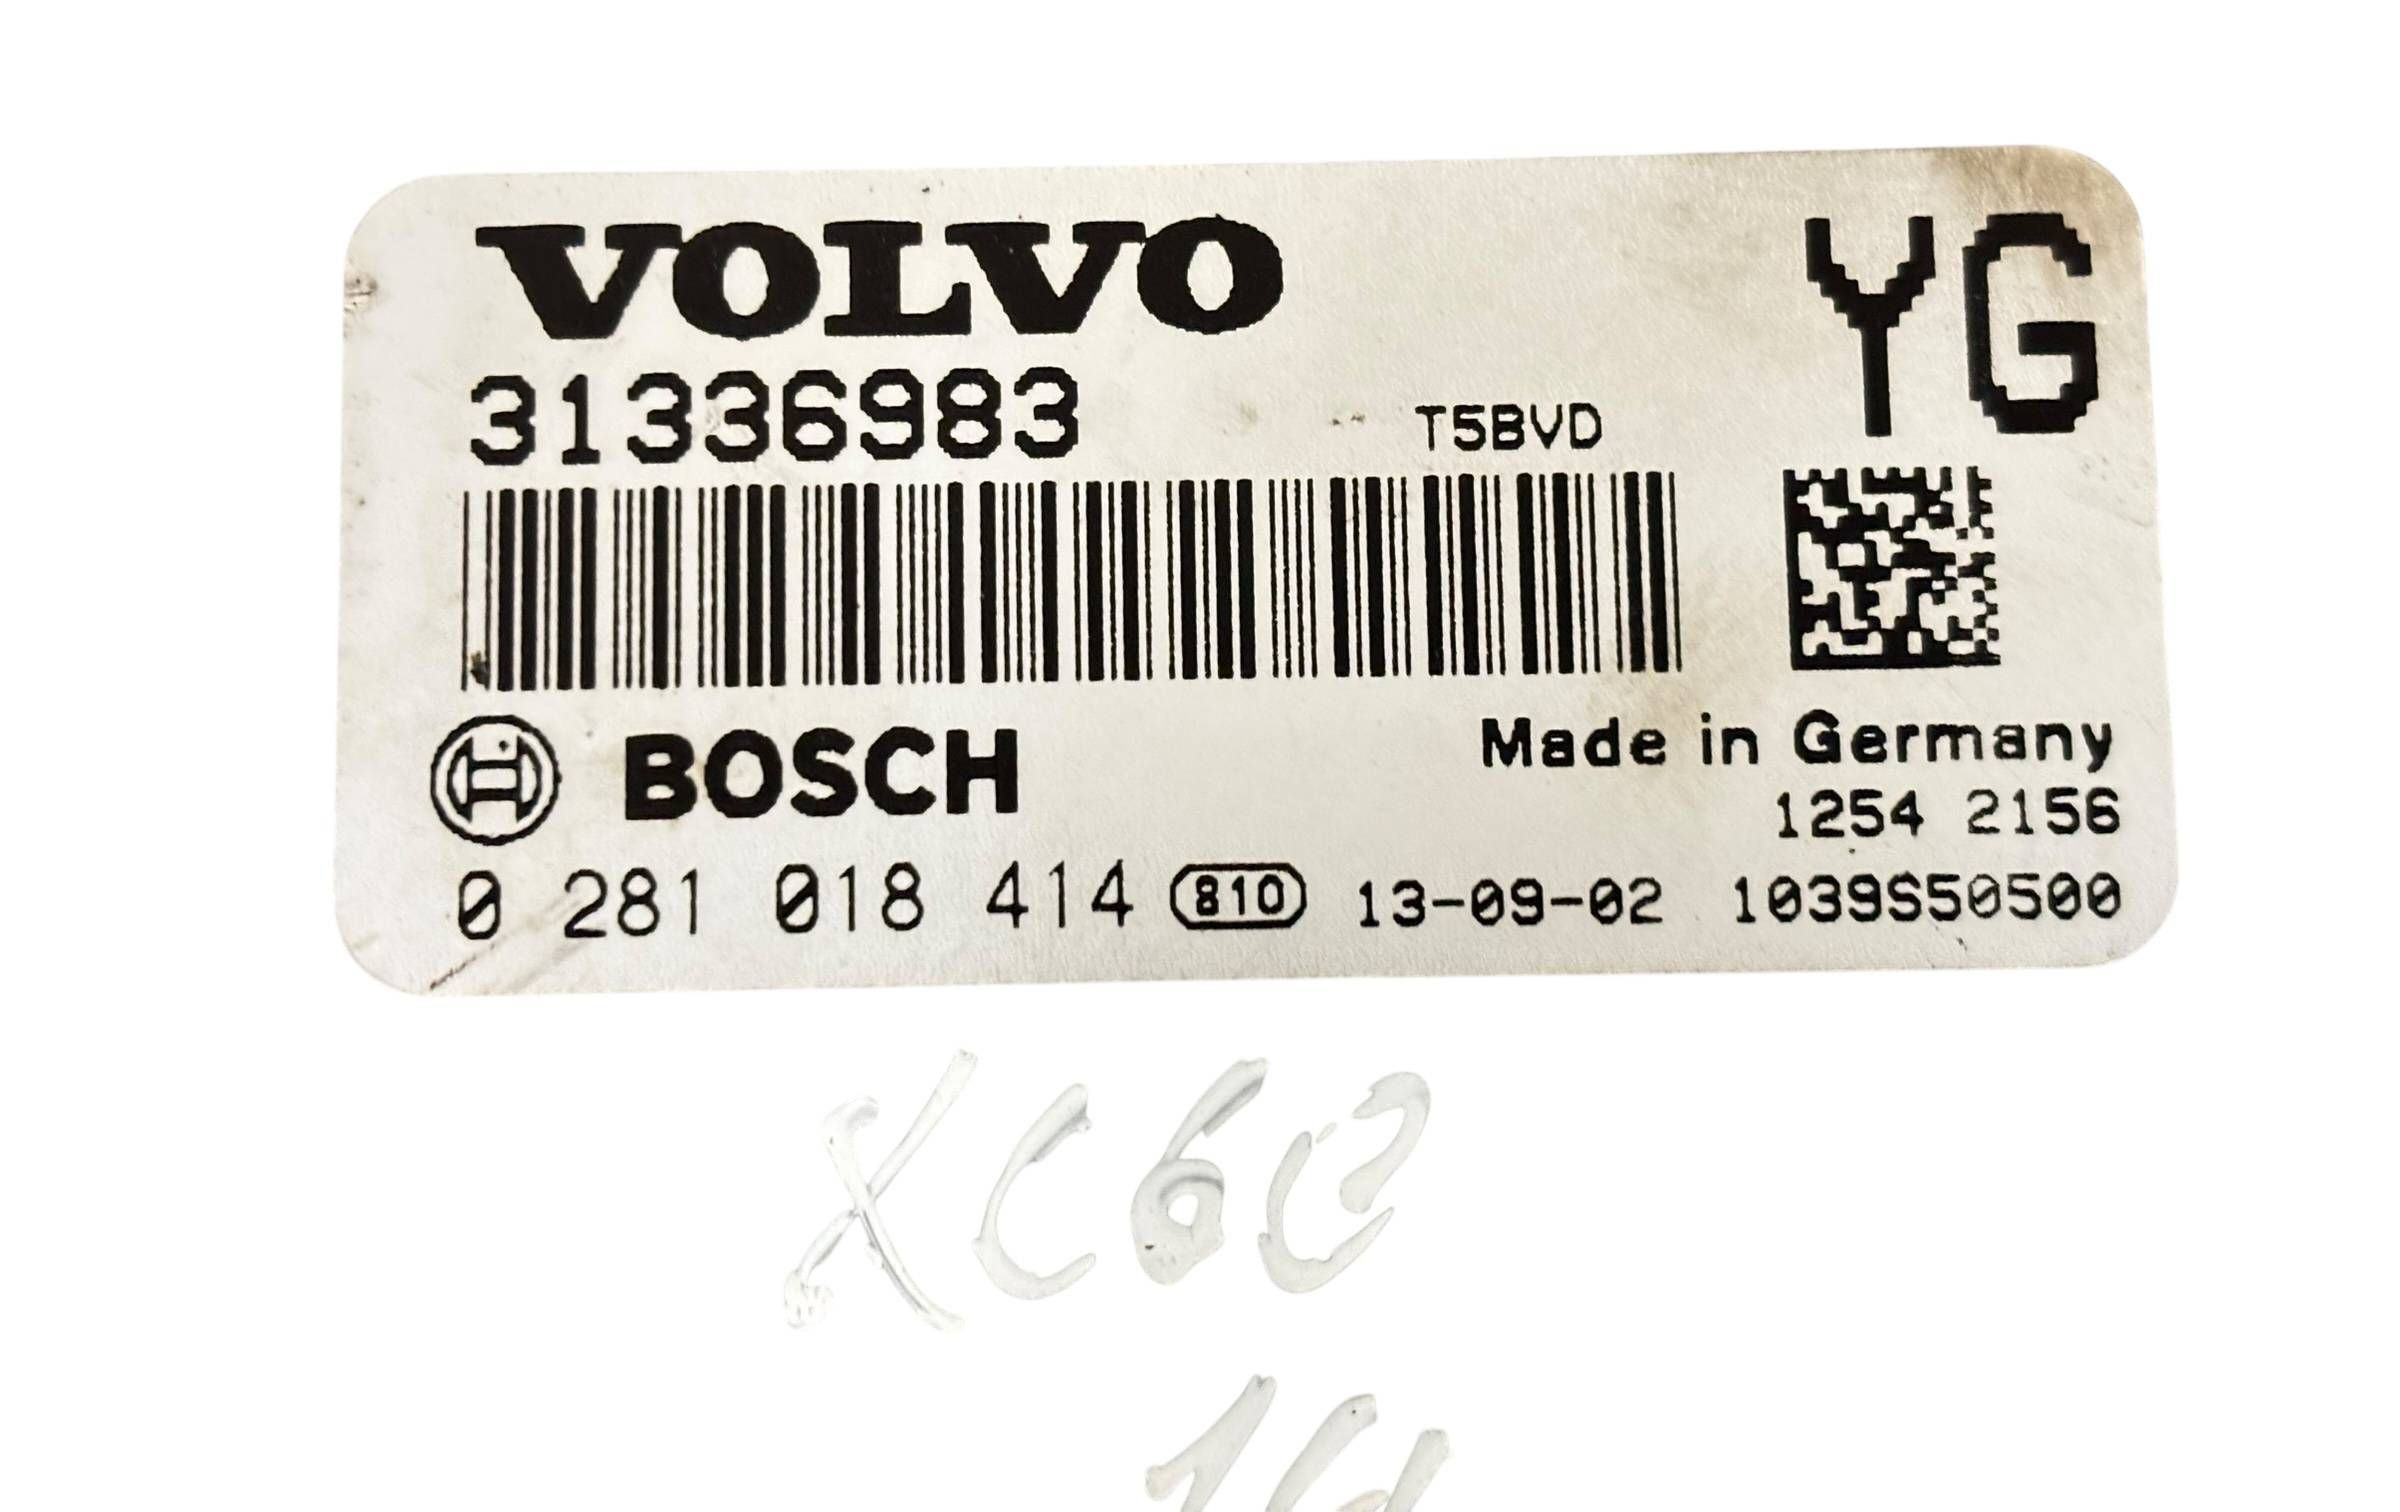 VOLVO
YG
31336983
T5BVD
BOSCH
Made in Germany
1254 2156
0 281 018 414 810 13-09-02 1039S50500
XC60
14